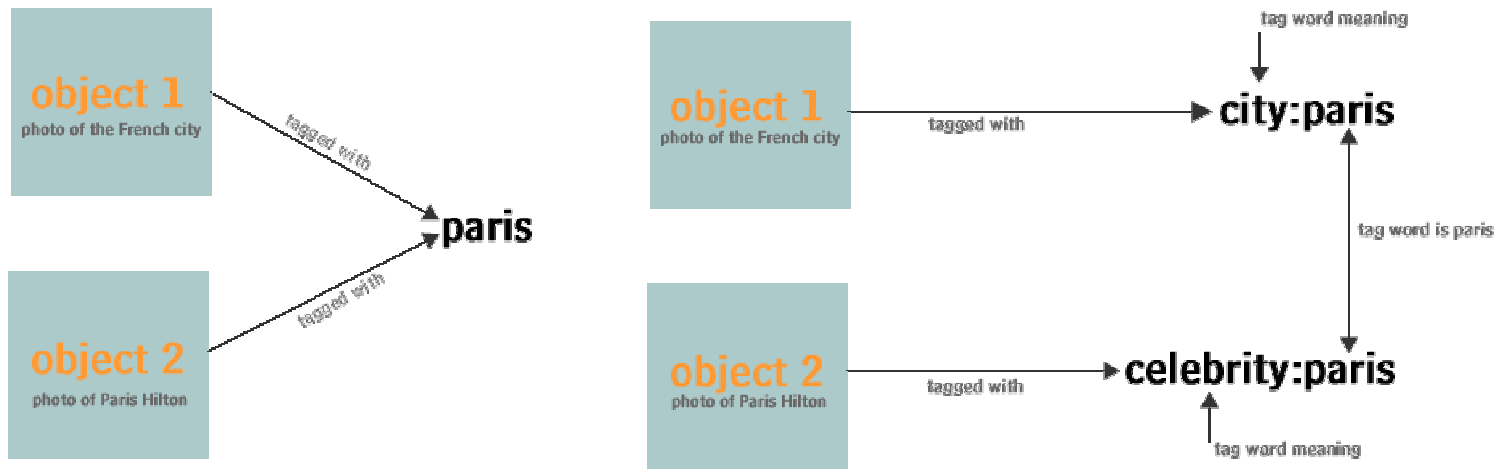 object 1
photo of the French city
tagged with
paris
tagged with
object 2
photo of Paris Hilton
tag word meaning
object 1
photo of the French city
tagged with
city:paris
tag word is paris
object 2
photo of Paris Hilton
tagged with
celebrity:paris
tag word meaning